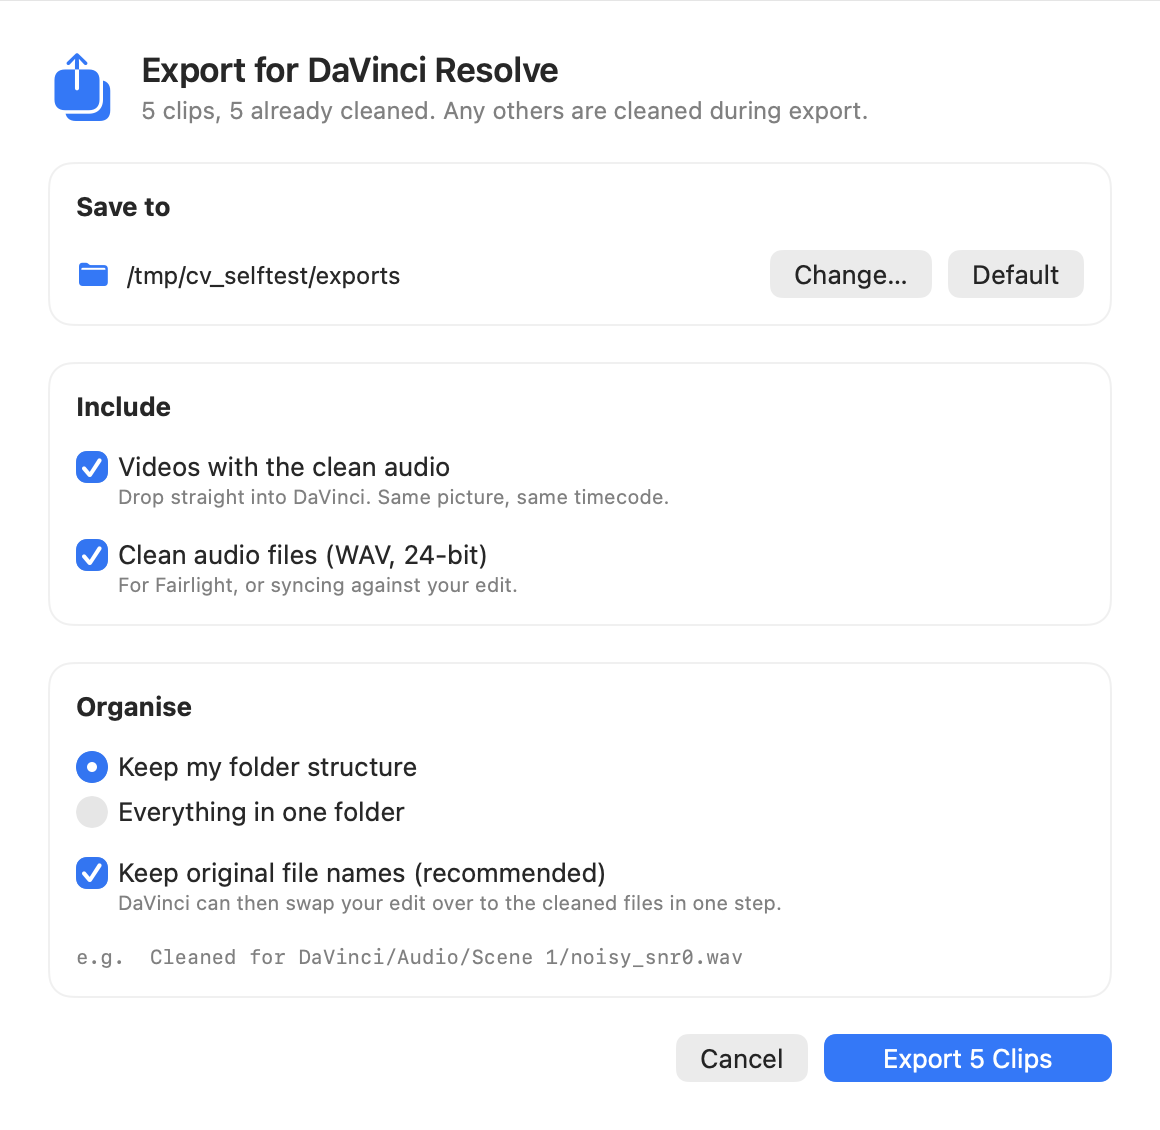 Export for DaVinci Resolve
5 clips, 5 already cleaned. Any others are cleaned during export.
Save to
/tmp/cv_selftest/exports
Change...
Default
Include
Videos with the clean audio
Drop straight into DaVinci. Same picture, same timecode.
Clean audio files (WAV, 24-bit)
For Fairlight, or syncing against your edit.
Organise
Keep my folder structure
Everything in one folder
Keep original file names (recommended)
DaVinci can then swap your edit over to the cleaned files in one step.
e.g. Cleaned for DaVinci/Audio/Scene 1/noisy_snr0.wav
Cancel
Export 5 Clips